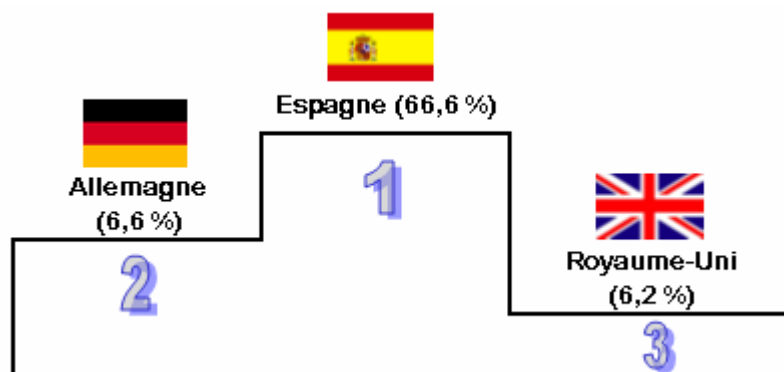 Espagne (66,6 %)
Allemagne
(6,6 %)
1
2
Royaume-Uni
(6,2 %)
3